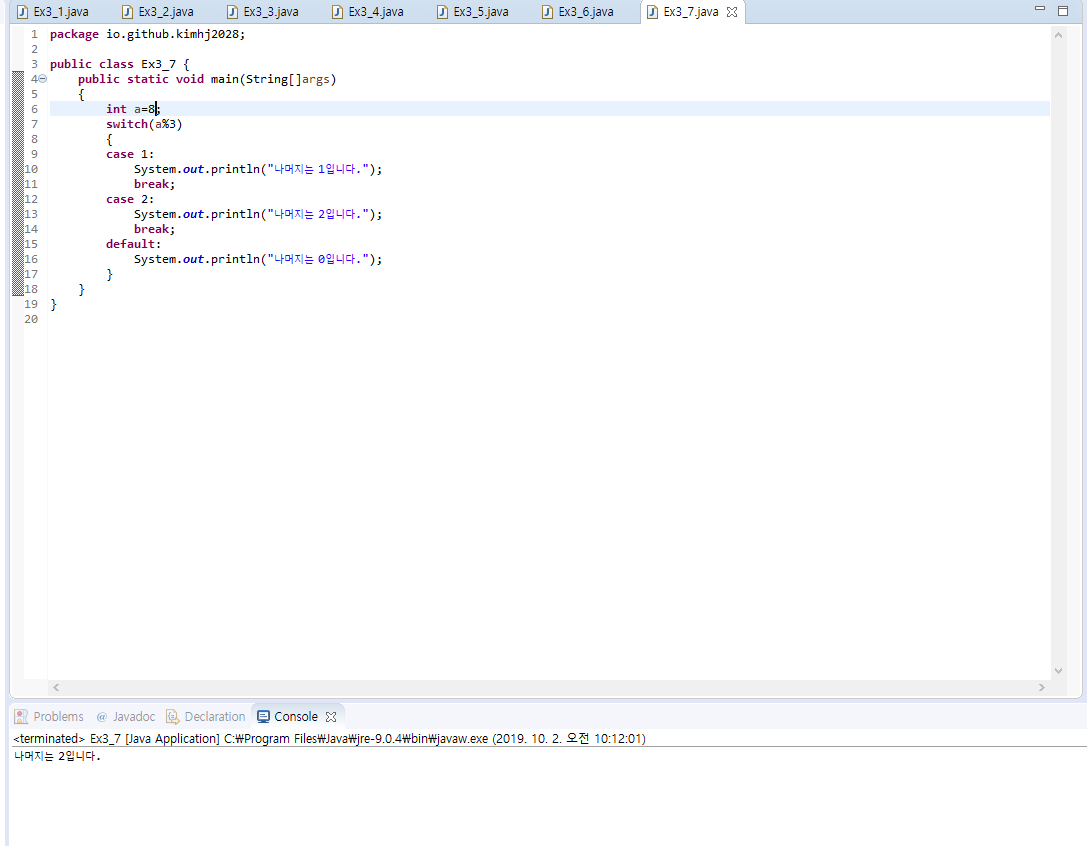 Ex3_1.java Ex3_2.java Ex3_3.java Ex3_4.java Ex3_5.java Ex3_6.java Ex3_7.java
1 package io.github.kimhj2028;
2
3 public class Ex3_7 {
4 public static void main(String[]args)
5 {
6 int a=8;
7 switch(a%3)
8 {
9 case 1:
10 System.out.println("나머지는 1입니다.");
11 break;
12 case 2:
13 System.out.println("나머지는 2입니다.");
14 break;
15 default:
16 System.out.println("나머지는 0입니다.");
17 }
18 }
19 }
20
Problems @ Javadoc Declaration Console
<terminated> Ex3_7 [Java Application] C:₩Program Files₩Java₩jre-9.0.4₩bin₩javaw.exe (2019. 10. 2. 오전 10:12:01)
나머지는 2입니다.